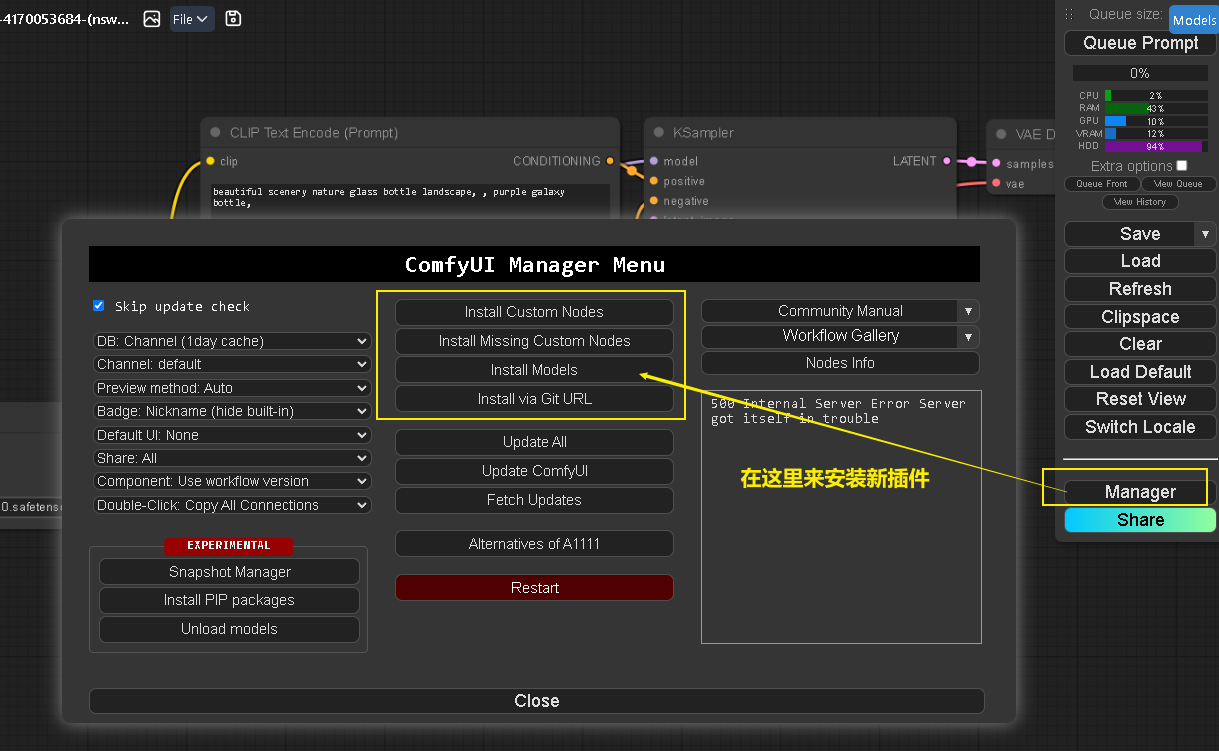 -4170053684-(nsw...
File
Queue size:
Models
Queue Prompt
0%
CPU 2%
RAM 43%
GPU 10%
VRAM 12%
HDD 94%
Extra options
Queue Front
View Queue
View History
Save
Load
Refresh
Clipspace
Clear
Load Default
Reset View
Switch Locale
Manager
Share
CLIP Text Encode (Prompt)
clip
CONDITIONING
beautiful scenery nature glass bottle landscape, , purple galaxy
bottle,
KSampler
model
LATENT
positive
negative
VAE D
samples
vae
0.safetens
ComfyUI Manager Menu
Skip update check
DB: Channel (1day cache)
Channel: default
Preview method: Auto
Badge: Nickname (hide built-in)
Default UI: None
Share: All
Component: Use workflow version
Double-Click: Copy All Connections
EXPERIMENTAL
Snapshot Manager
Install PIP packages
Unload models
Install Custom Nodes
Install Missing Custom Nodes
Install Models
Install via Git URL
Update All
Update ComfyUI
Fetch Updates
Alternatives of A1111
Restart
Community Manual
Workflow Gallery
Nodes Info
500 Internal Server Error Server
got itself in trouble
在这里来安装新插件
Close